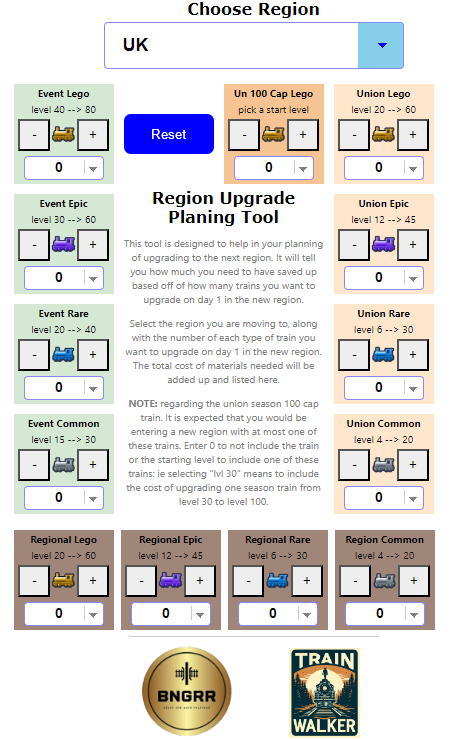 Choose Region
UK
Event Lego
level 40 --> 80
- +
0
Reset
Un 100 Cap Lego
pick a start level
- +
0
Union Lego
level 20 --> 60
- +
0
Event Epic
level 30 --> 60
- +
0
Event Rare
level 20 --> 40
- +
0
Event Common
level 15 --> 30
- +
0
Region Upgrade
Planing Tool
This tool is designed to help in your planning
of upgrading to the next region. It will tell
you how much you need to have saved up
based off of how many trains you want to
upgrade on day 1 in the new region.
Select the region you are moving to, along
with the number of each type of train you
want to upgrade on day 1 in the new region.
The total cost of materials needed will be
added up and listed here.
NOTE: regarding the union season 100 cap
train. It is expected that you would be
entering a new region with at most one of
these trains. Enter 0 to not include the train
or the starting level to include one of these
trains: ie selecting "lvl 30" means to include
the cost of upgrading one season train from
level 30 to level 100.
Union Epic
level 12 --> 45
- +
0
Union Rare
level 6 --> 30
- +
0
Union Common
level 4 --> 20
- +
0
Regional Lego
level 20 --> 60
- +
0
Regional Epic
level 12 --> 45
- +
0
Regional Rare
level 6 --> 30
- +
0
Region Common
level 4 --> 20
- +
0
BNGRR
TRAIN
WALKER